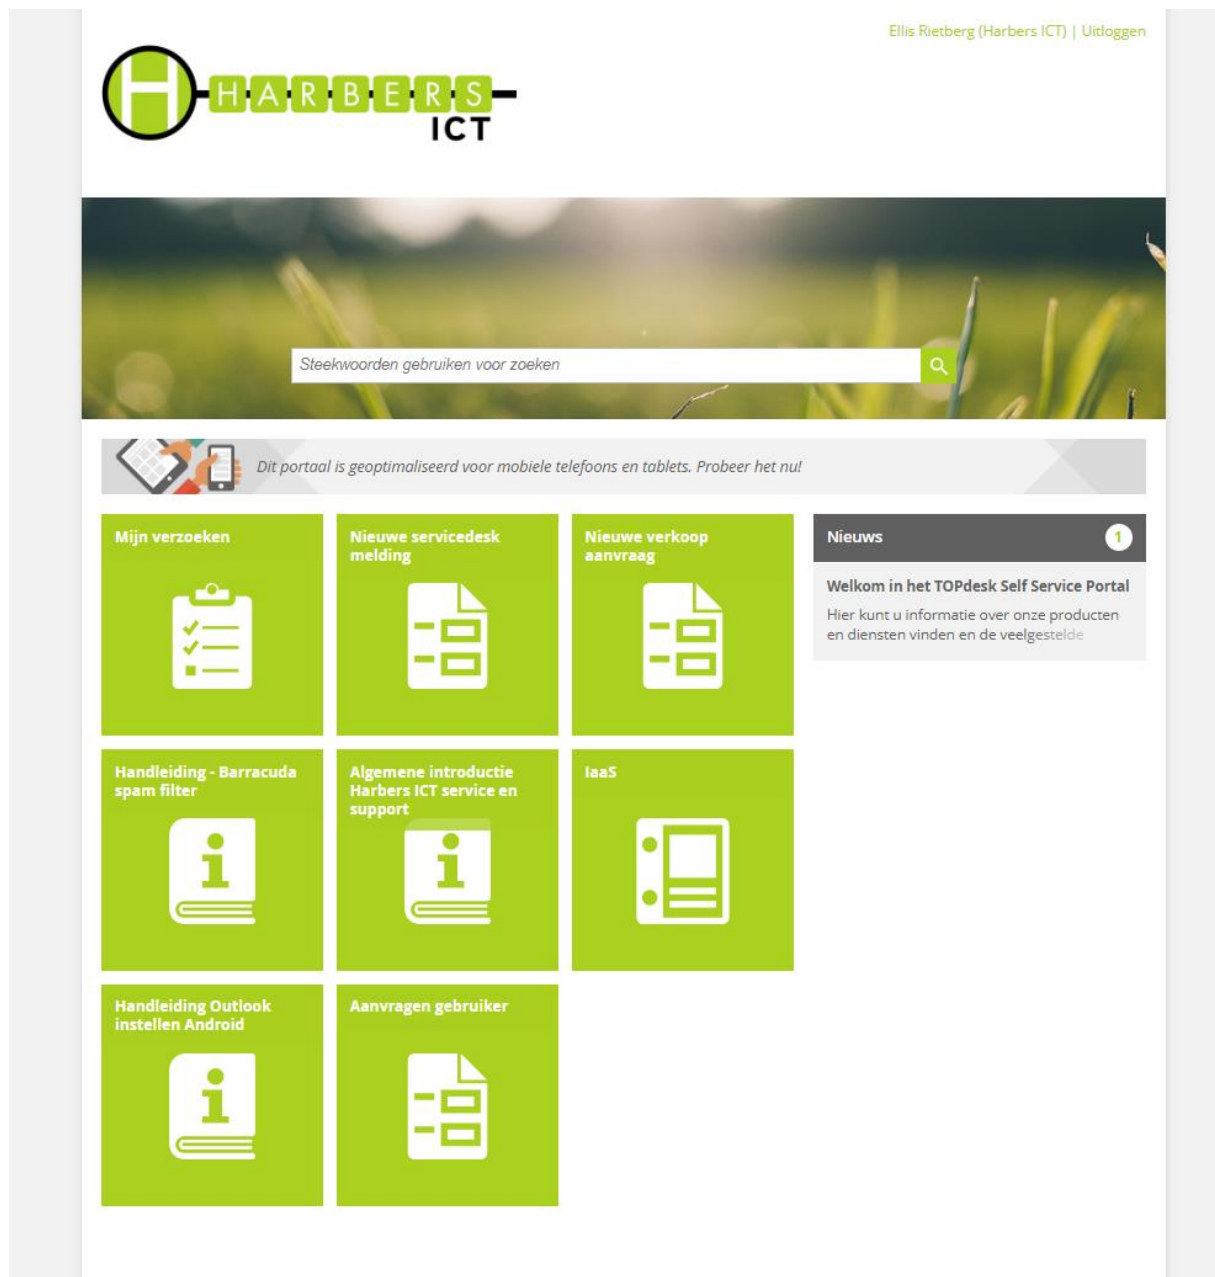 Ellis Rietberg (Harbers ICT) | Uitloggen
H HARBERS
ICT
Steekwoorden gebruiken voor zoeken
Dit portaal is geoptimaliseerd voor mobiele telefoons en tablets. Probeer het nu!
Mijn verzoeken
Nieuwe servicedesk
melding
Nieuwe verkoop
aanvraag
Nieuws
1
Welkom in het TOPdesk Self Service Portal
Hier kunt u informatie over onze producten
en diensten vinden en de veelgestelde
Handleiding - Barracuda
spam filter
Algemene introductie
Harbers ICT service en
support
IaaS
Handleiding Outlook
instellen Android
Aanvragen gebruiker